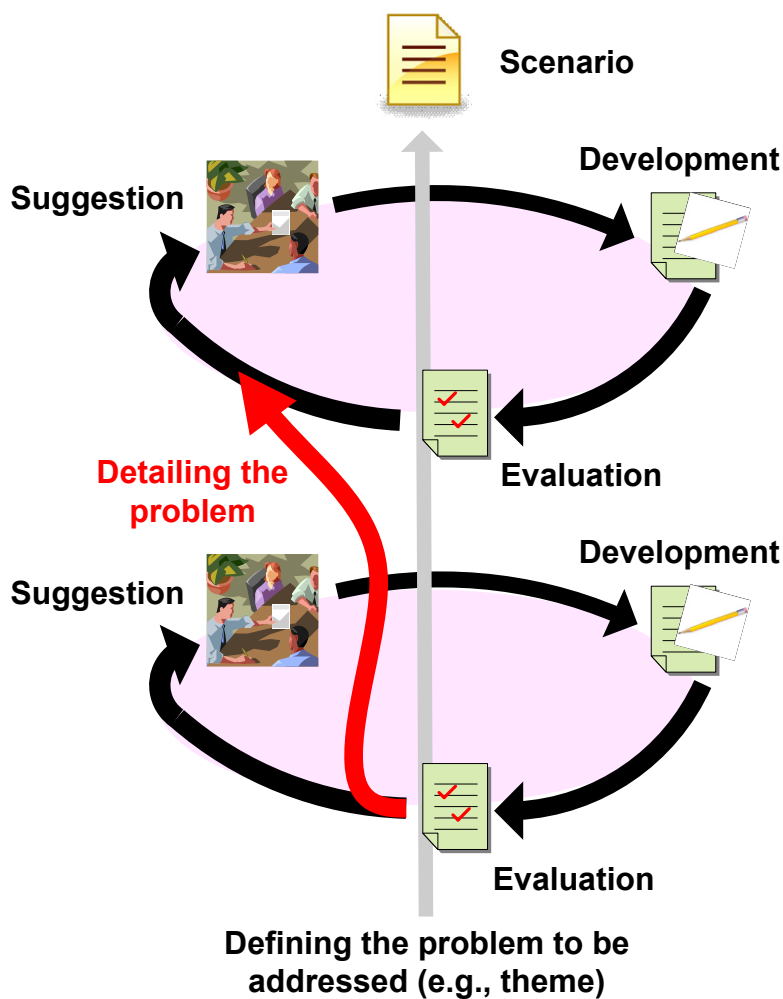 Scenario
Development
Suggestion
Evaluation
Detailing the
problem
Development
Suggestion
Evaluation
Defining the problem to be
addressed (e.g., theme)